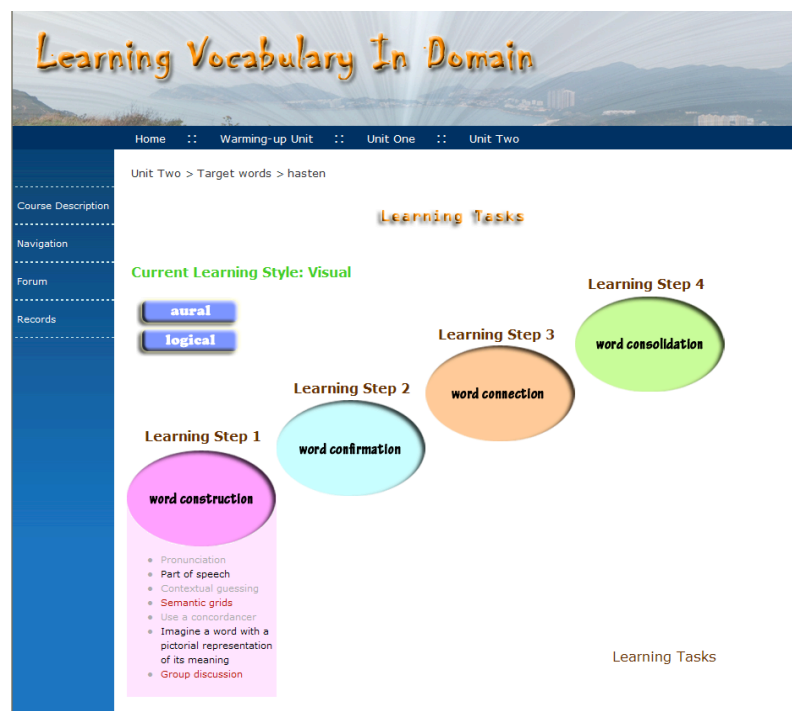 Learning Vocabulary In Domain
Home :: Warming-up Unit :: Unit One :: Unit Two
Unit Two > Target words > hasten
Course Description
Navigation
Forum
Records
Learning Tasks
Current Learning Style: Visual
aural
logical
Learning Step 4
word consolidation
Learning Step 3
word connection
Learning Step 2
word confirmation
Learning Step 1
word construction
Pronunciation
Part of speech
Contextual guessing
Semantic grids
Use a concordancer
Imagine a word with a
pictorial representation
of its meaning
Group discussion
Learning Tasks